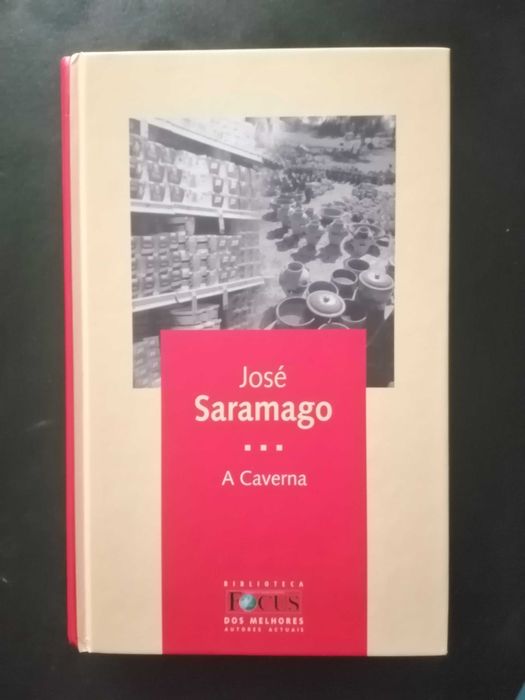 José
Saramago
A Caverna
BIBLIOTECA
FOCUS
DOS MELHORES
AUTORES ACTUAIS